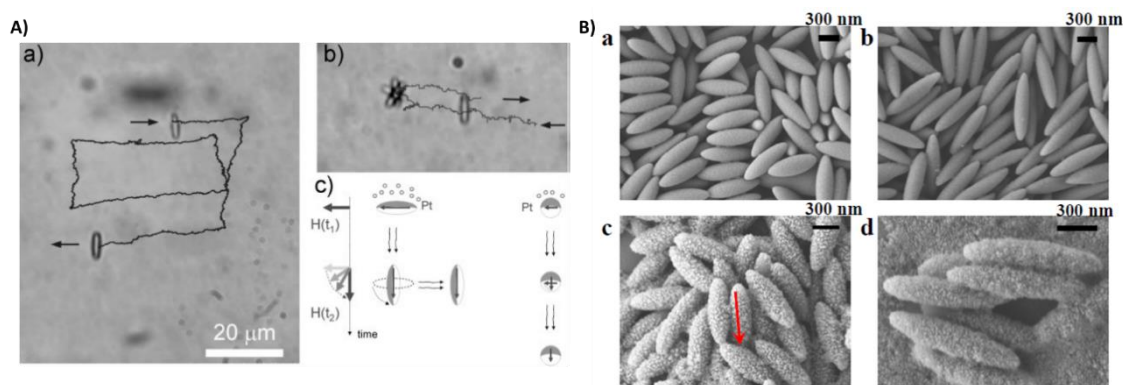 A)
a)
20 µm
b)
c)
Pt
Pt
H(t₁)
H(t₂)
time
B)
a
300 nm
b
300 nm
c
300 nm
d
300 nm